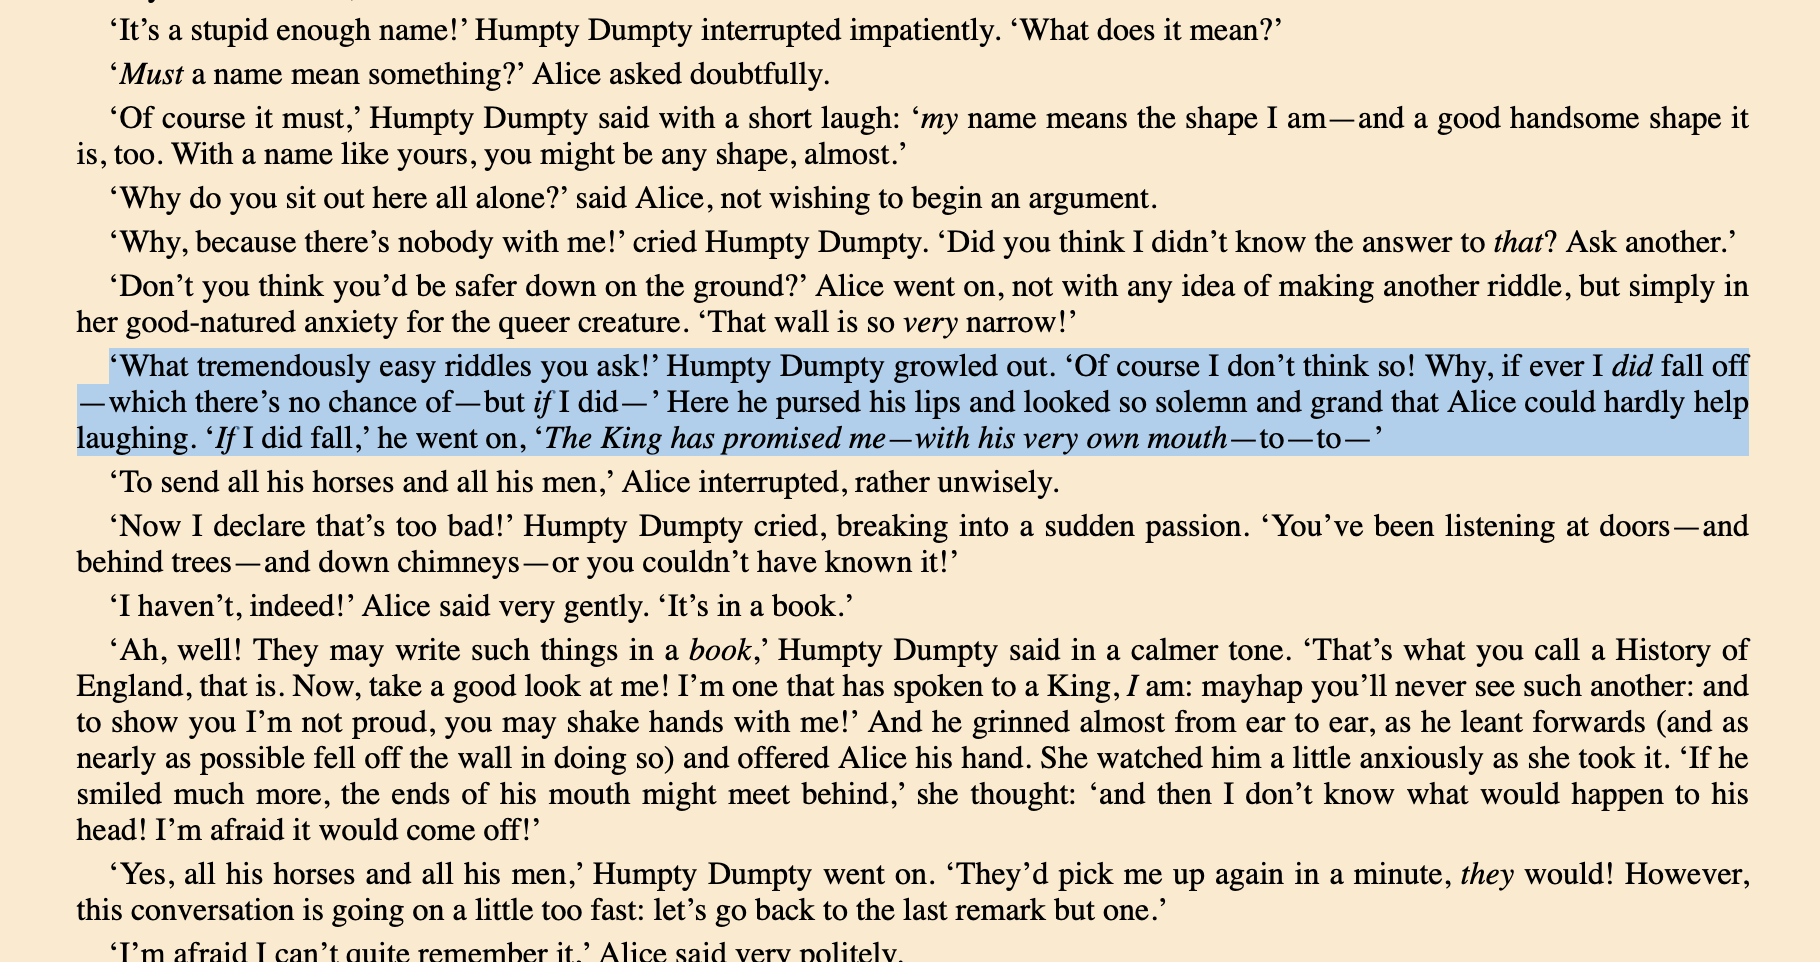 ‘It’s a stupid enough name!’ Humpty Dumpty interrupted impatiently. ‘What does it mean?’
‘Must a name mean something?’ Alice asked doubtfully.
‘Of course it must,’ Humpty Dumpty said with a short laugh: ‘my name means the shape I am—and a good handsome shape it
is, too. With a name like yours, you might be any shape, almost.’
‘Why do you sit out here all alone?’ said Alice, not wishing to begin an argument.
‘Why, because there’s nobody with me!’ cried Humpty Dumpty. ‘Did you think I didn’t know the answer to that? Ask another.’
‘Don’t you think you’d be safer down on the ground?’ Alice went on, not with any idea of making another riddle, but simply in
her good-natured anxiety for the queer creature. ‘That wall is so very narrow!’
‘What tremendously easy riddles you ask!’ Humpty Dumpty growled out. ‘Of course I don’t think so! Why, if ever I did fall off
—which there’s no chance of—but if I did—’ Here he pursed his lips and looked so solemn and grand that Alice could hardly help
laughing. ‘If I did fall,’ he went on, ‘The King has promised me—with his very own mouth—to—to—’
‘To send all his horses and all his men,’ Alice interrupted, rather unwisely.
‘Now I declare that’s too bad!’ Humpty Dumpty cried, breaking into a sudden passion. ‘You’ve been listening at doors—and
behind trees—and down chimneys—or you couldn’t have known it!’
‘I haven’t, indeed!’ Alice said very gently. ‘It’s in a book.’
‘Ah, well! They may write such things in a book,’ Humpty Dumpty said in a calmer tone. ‘That’s what you call a History of
England, that is. Now, take a good look at me! I’m one that has spoken to a King, I am: mayhap you’ll never see such another: and
to show you I’m not proud, you may shake hands with me!’ And he grinned almost from ear to ear, as he leant forwards (and as
nearly as possible fell off the wall in doing so) and offered Alice his hand. She watched him a little anxiously as she took it. ‘If he
smiled much more, the ends of his mouth might meet behind,’ she thought: ‘and then I don’t know what would happen to his
head! I’m afraid it would come off!’
‘Yes, all his horses and all his men,’ Humpty Dumpty went on. ‘They’d pick me up again in a minute, they would! However,
this conversation is going on a little too fast: let’s go back to the last remark but one.’
‘I’m afraid I can’t quite remember it,’ Alice said very politely.